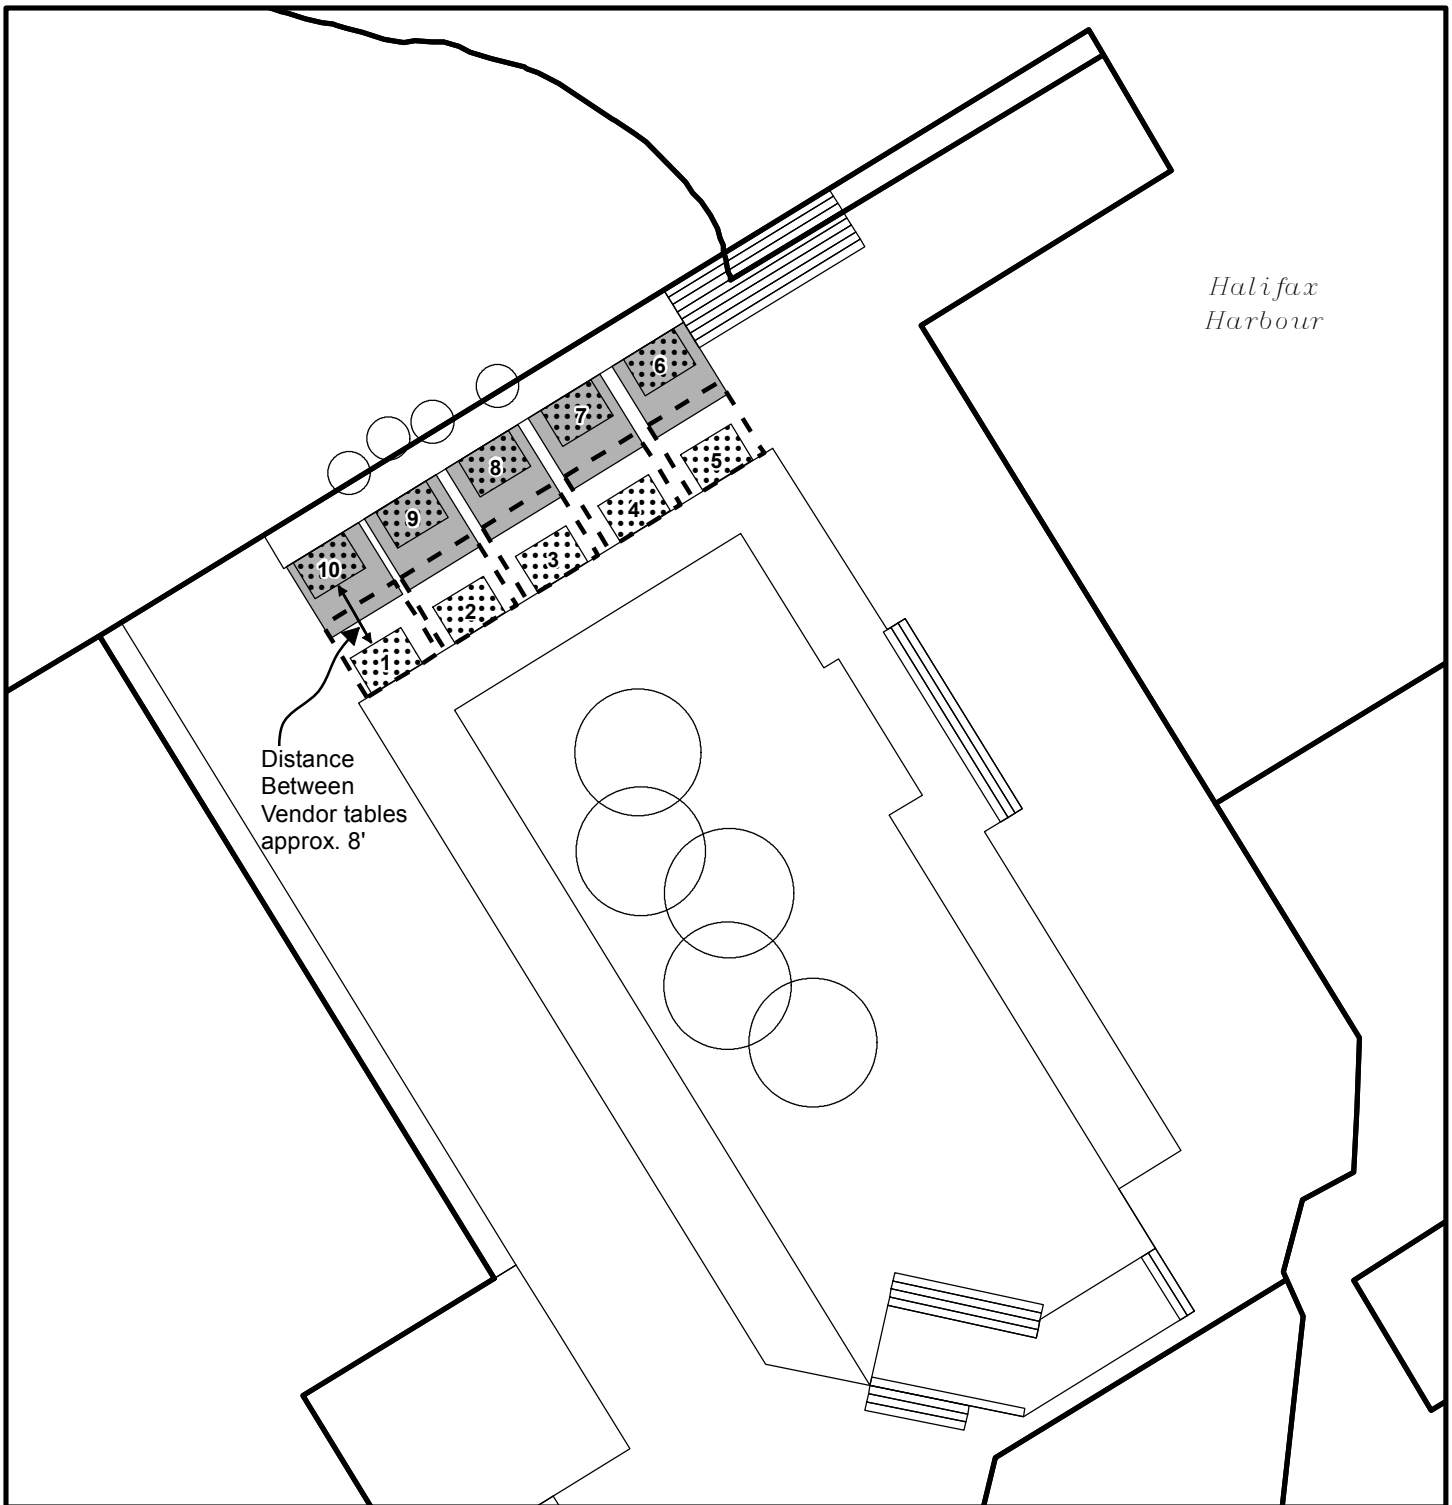 Halifax
Harbour
6
7
8
9
10
5
4
3
2
1
Distance
Between
Vendor tables
approx. 8'